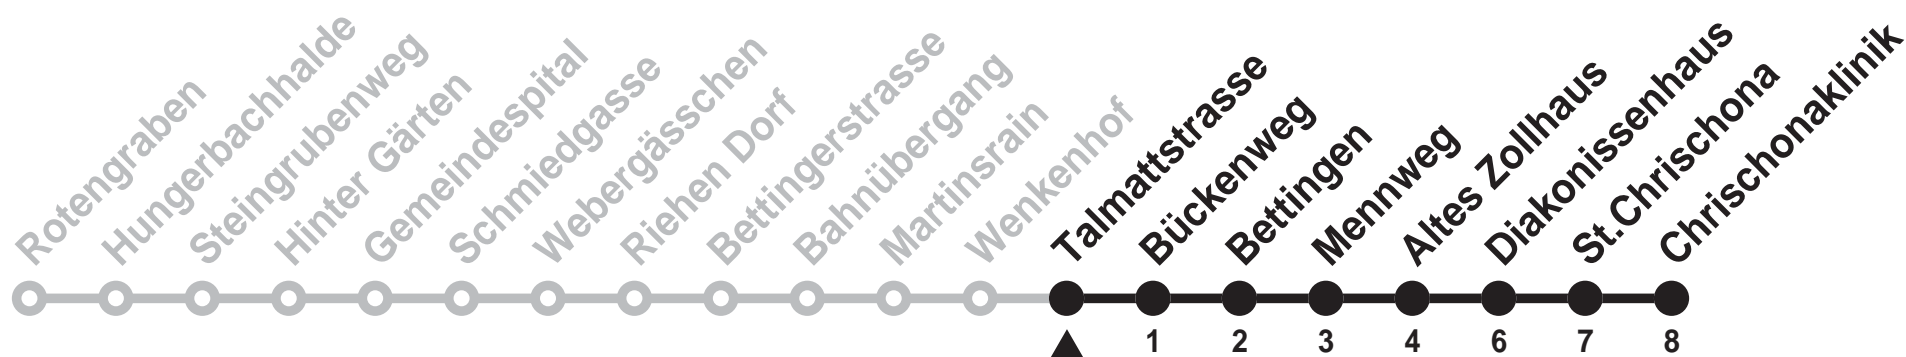 Rotengraben
Hungerbachhalde
Steingrubenweg
Hinter Gärten
Gemeindespital
Schmiedgasse
Webergässchen
Riehen Dorf
Bettingerstrasse
Bahnübergang
Martinsrain
Wenkenhof
Talmattstrasse
Bückenweg
Bettingen
Mennweg
Altes Zollhaus
Diakonissenhaus
St.Chrischona
Chrischonaklinik
1 2 3 4 6 7 8